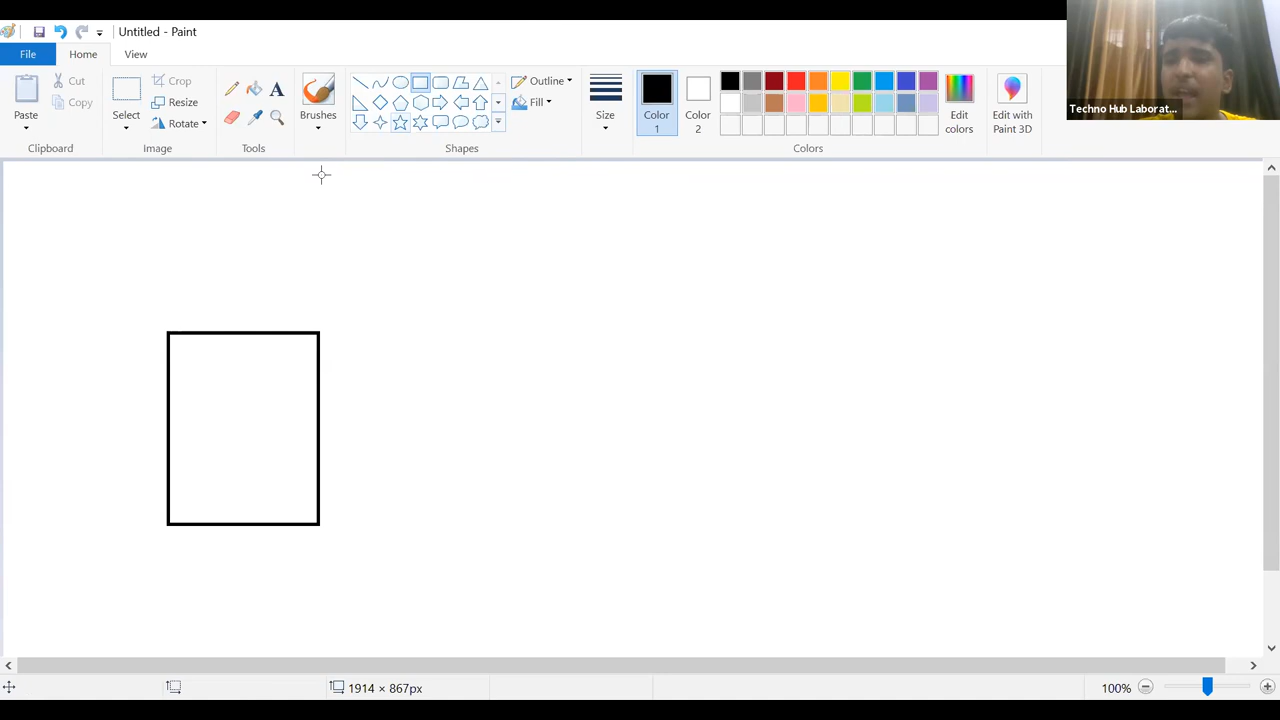 Untitled - Paint
File Home View
Cut
Copy
Paste
Clipboard
Select
Crop
Resize
Rotate
Image
A
Tools
Brushes
Shapes
Outline
Fill
Size
Color 1
Color 2
Colors
Edit colors
Edit with Paint 3D
Techno Hub Laborat...
1914 × 867px
100%